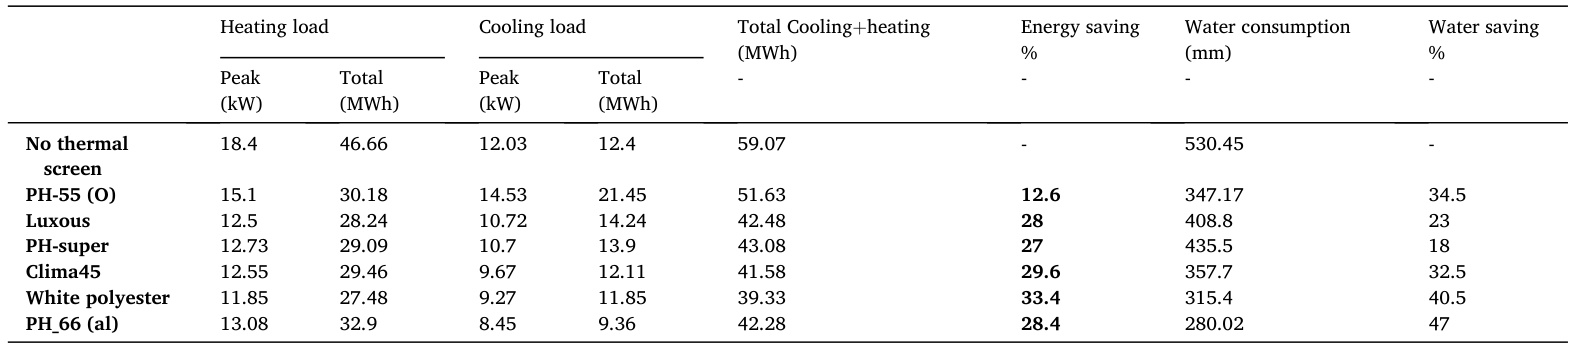 Heating load Cooling load Total Cooling+heating Energy saving Water consumption Water saving
(MWh) % (mm) %
Peak Total Peak Total - - - -
(kW) (MWh) (kW) (MWh)
No thermal 18.4 46.66 12.03 12.4 59.07 - 530.45 -
screen
PH-55 (O) 15.1 30.18 14.53 21.45 51.63 12.6 347.17 34.5
Luxous 12.5 28.24 10.72 14.24 42.48 28 408.8 23
PH-super 12.73 29.09 10.7 13.9 43.08 27 435.5 18
Clima45 12.55 29.46 9.67 12.11 41.58 29.6 357.7 32.5
White polyester 11.85 27.48 9.27 11.85 39.33 33.4 315.4 40.5
PH_66 (al) 13.08 32.9 8.45 9.36 42.28 28.4 280.02 47